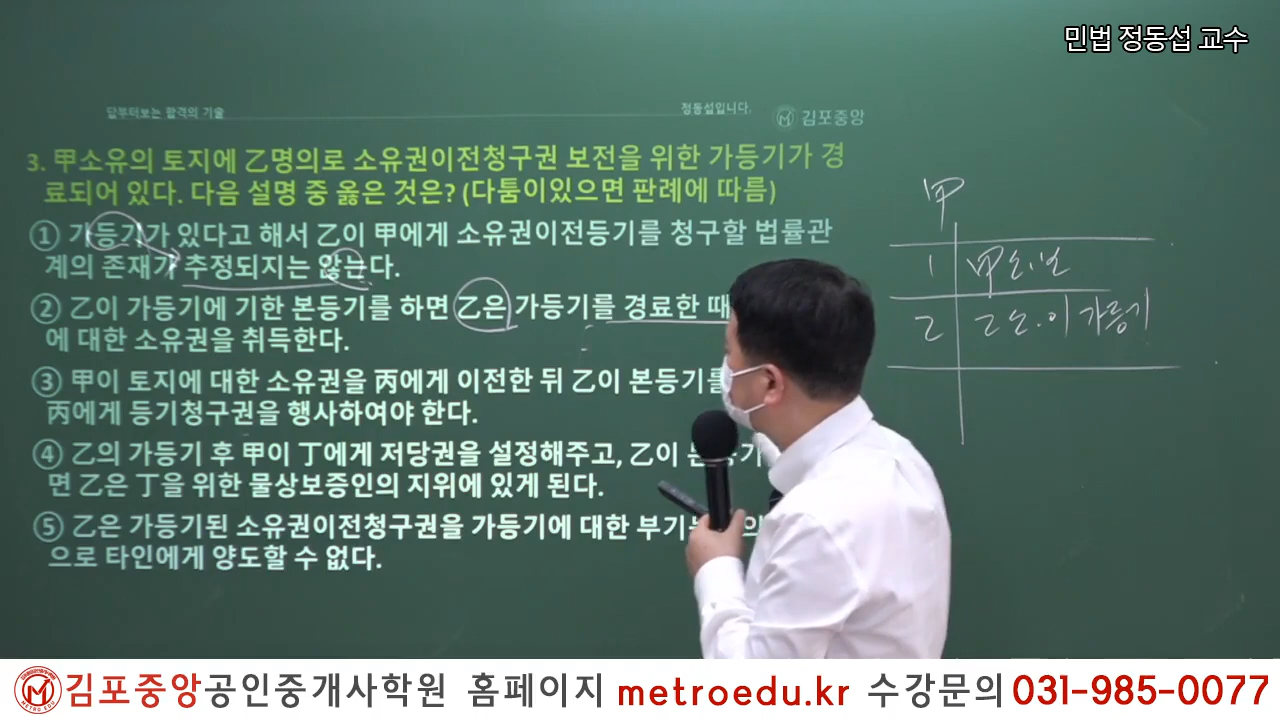 민법 정동섭 교수
답부터보는 합격의 기술
정동섭입니다.
김포중앙
3. 甲소유의 토지에 乙명의로 소유권이전청구권 보전을 위한 가등기가 경
료되어 있다. 다음 설명 중 옳은 것은? (다툼이있으면 판례에 따름)
① 가등기가 있다고 해서 乙이 甲에게 소유권이전등기를 청구할 법률관
계의 존재가 추정되지는 않는다.
② 乙이 가등기에 기한 본등기를 하면 乙은 가등기를 경료한 때
에 대한 소유권을 취득한다.
③ 甲이 토지에 대한 소유권을 丙에게 이전한 뒤 乙이 본등기를
丙에게 등기청구권을 행사하여야 한다.
④ 乙의 가등기 후 甲이 丁에게 저당권을 설정해주고, 乙이 본등기
면 乙은 丁을 위한 물상보증인의 지위에 있게 된다.
⑤ 乙은 가등기된 소유권이전청구권을 가등기에 대한 부기등 의
으로 타인에게 양도할 수 없다.
甲
1 甲 소.보
2 乙 소.이 가등기
METRO EDU
김포중앙공인중개사학원 홈페이지 metroedu.kr 수강문의 031-985-0077